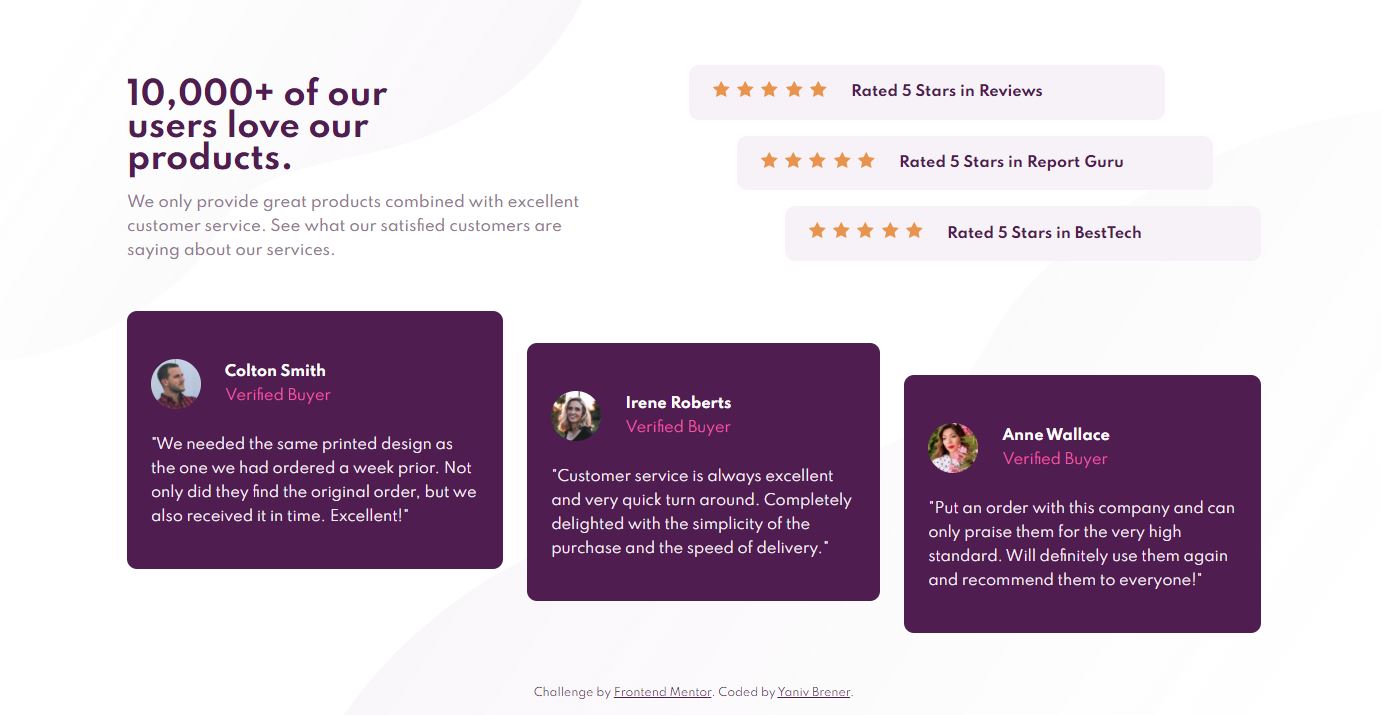 10,000+ of our
users love our
products.
We only provide great products combined with excellent
customer service. See what our satisfied customers are
saying about our services.
Rated 5 Stars in Reviews
Rated 5 Stars in Report Guru
Rated 5 Stars in BestTech
Colton Smith
Verified Buyer
"We needed the same printed design as
the one we had ordered a week prior. Not
only did they find the original order, but we
also received it in time. Excellent!"
Irene Roberts
Verified Buyer
"Customer service is always excellent
and very quick turn around. Completely
delighted with the simplicity of the
purchase and the speed of delivery."
Anne Wallace
Verified Buyer
"Put an order with this company and can
only praise them for the very high
standard. Will definitely use them again
and recommend them to everyone!"
Challenge by Frontend Mentor. Coded by Yaniv Brener.